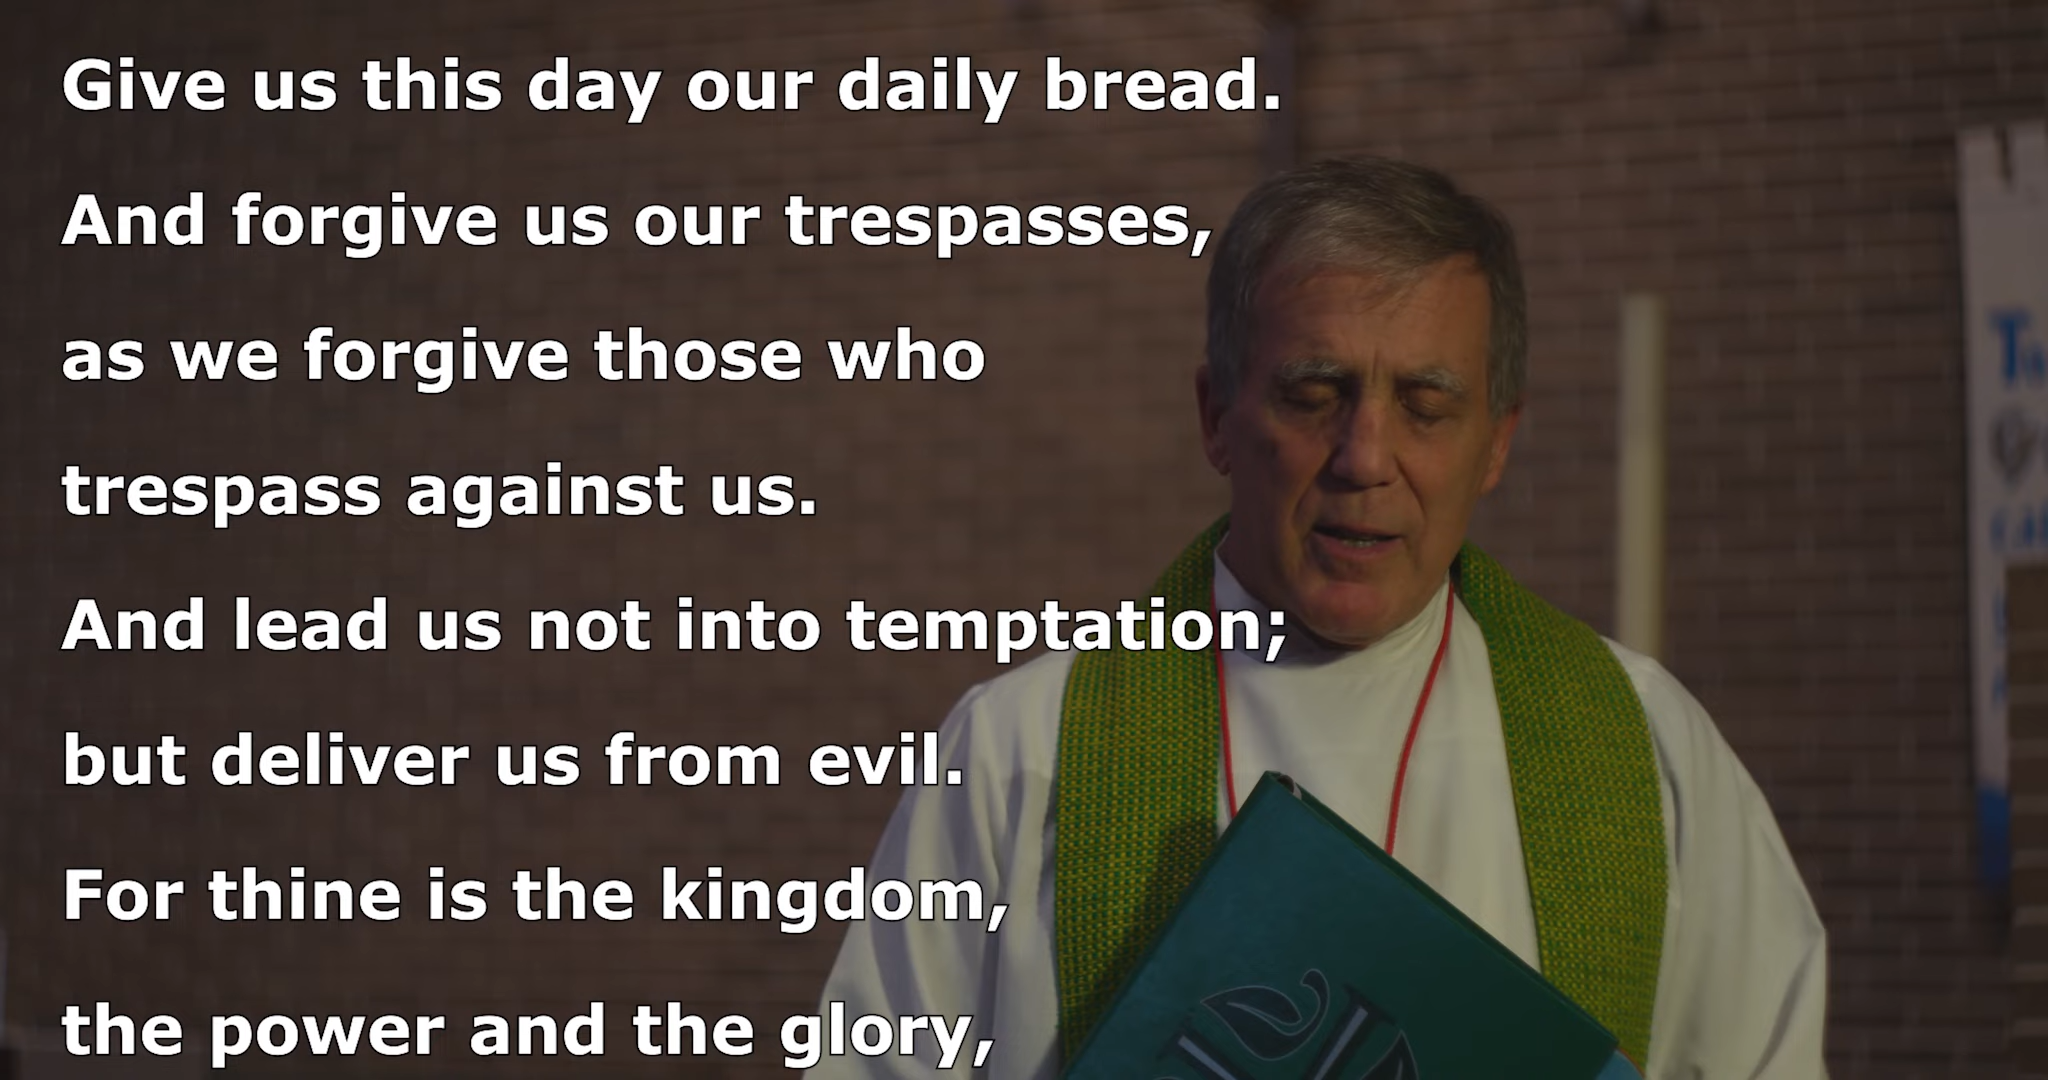 Give us this day our daily bread.
And forgive us our trespasses,
as we forgive those who
trespass against us.
And lead us not into temptation;
but deliver us from evil.
For thine is the kingdom,
the power and the glory,